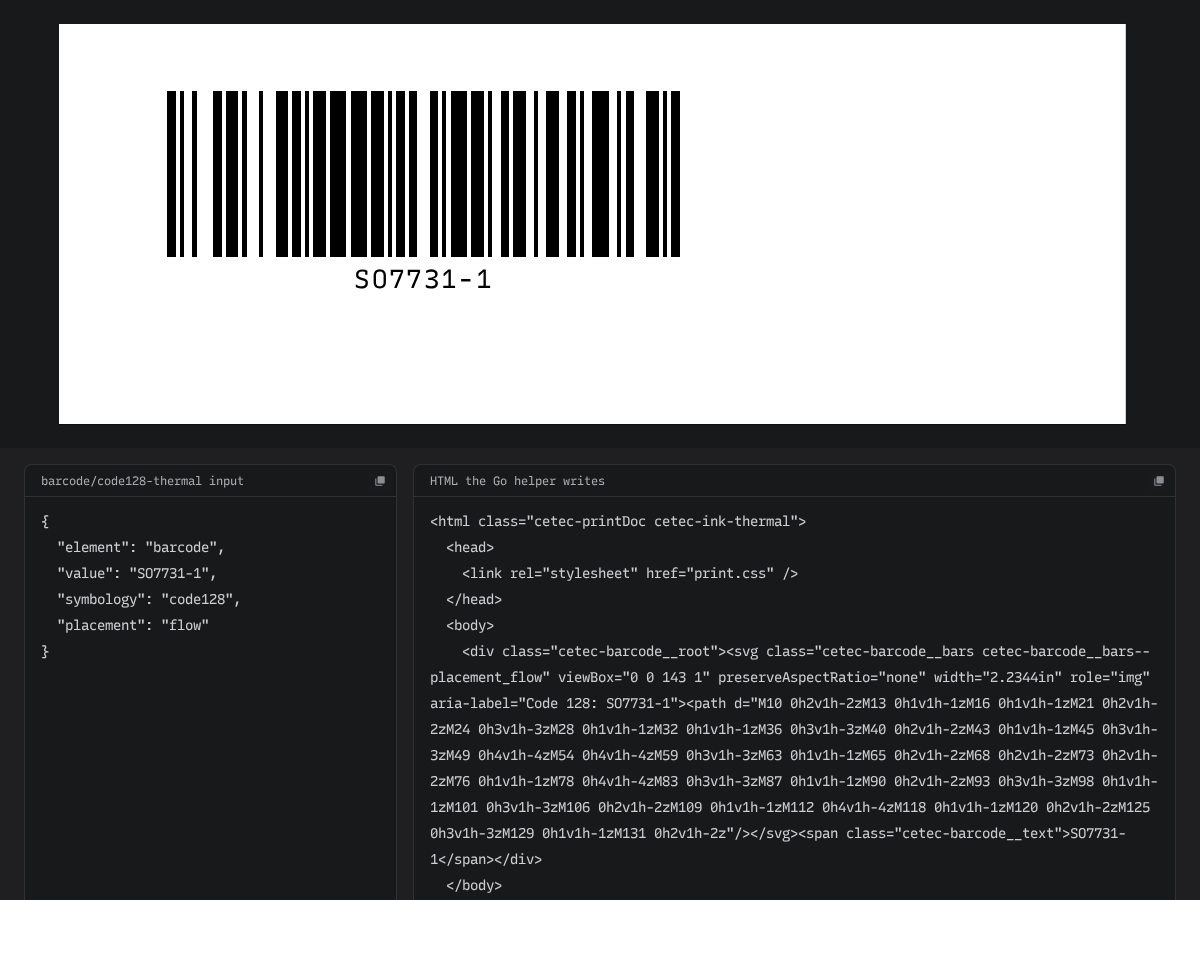 SO7731-1
barcode/code128-thermal input
{
  "element": "barcode",
  "value": "SO7731-1",
  "symbology": "code128",
  "placement": "flow"
}
HTML the Go helper writes
<html class="cetec-printDoc cetec-ink-thermal">
  <head>
    <link rel="stylesheet" href="print.css" />
  </head>
  <body>
    <div class="cetec-barcode__root"><svg class="cetec-barcode__bars cetec-barcode__bars--
placement_flow" viewBox="0 0 143 1" preserveAspectRatio="none" width="2.2344in" role="img"
aria-label="Code 128: SO7731-1"><path d="M10 0h2v1h-2zM13 0h1v1h-1zM16 0h1v1h-1zM21 0h2v1h-
2zM24 0h3v1h-3zM28 0h1v1h-1zM32 0h1v1h-1zM36 0h3v1h-3zM40 0h2v1h-2zM43 0h1v1h-1zM45 0h3v1h-
3zM49 0h4v1h-4zM54 0h4v1h-4zM59 0h3v1h-3zM63 0h1v1h-1zM65 0h2v1h-2zM68 0h2v1h-2zM73 0h2v1h-
2zM76 0h1v1h-1zM78 0h4v1h-4zM83 0h3v1h-3zM87 0h1v1h-1zM90 0h2v1h-2zM93 0h3v1h-3zM98 0h1v1h-
1zM101 0h3v1h-3zM106 0h2v1h-2zM109 0h1v1h-1zM112 0h4v1h-4zM118 0h1v1h-1zM120 0h2v1h-2zM125
0h3v1h-3zM129 0h1v1h-1zM131 0h2v1h-2z"/></svg><span class="cetec-barcode__text">SO7731-
1</span></div>
  </body>